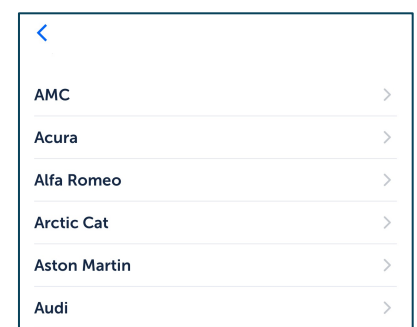 AMC
Acura
Alfa Romeo
Arctic Cat
Aston Martin
Audi